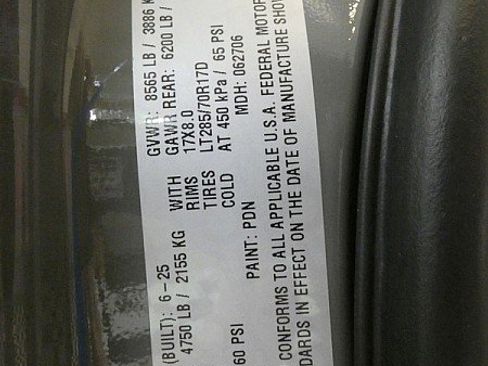 (BUILT): 6-25 GVWR: 8565 LB / 3886 K
4750 LB / 2155 KG WITH GAWR REAR: 6200 LB /
RIMS 17X8.0
TIRES LT285/70R17D
60 PSI COLD AT 450 kPa / 65 PSI
PAINT: PDN MDH: 062706
CONFORMS TO ALL APPLICABLE U.S.A. FEDERAL MOTOR
DARDS IN EFFECT ON THE DATE OF MANUFACTURE SHOW